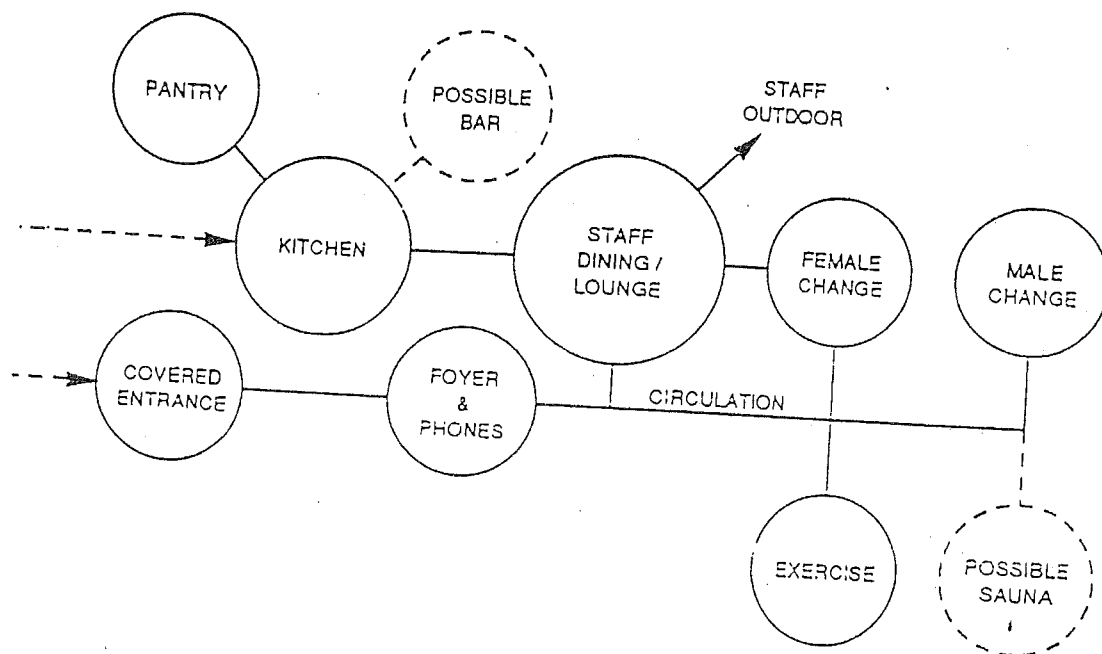 PANTRY
POSSIBLE
BAR
STAFF
OUTDOOR
KITCHEN
STAFF
DINING /
LOUNGE
FEMALE
CHANGE
MALE
CHANGE
COVERED
ENTRANCE
FOYER
&
PHONES
CIRCULATION
EXERCISE
POSSIBLE
SAUNA